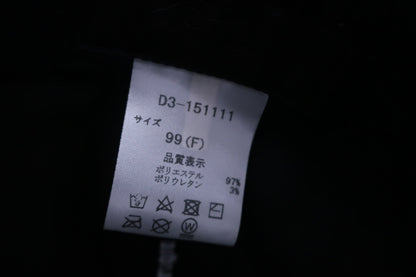 D3-151111
サイズ
99(F)
品質表示
ポリエステル 97%
ポリウレタン 3%
W